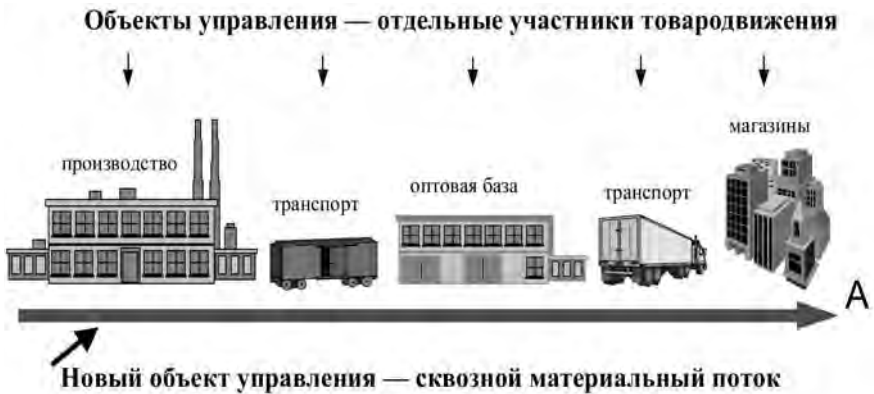 Объекты управления — отдельные участники товародвижения
магазины
производство
оптовая база
транспорт
транспорт
А
Новый объект управления — сквозной материальный поток